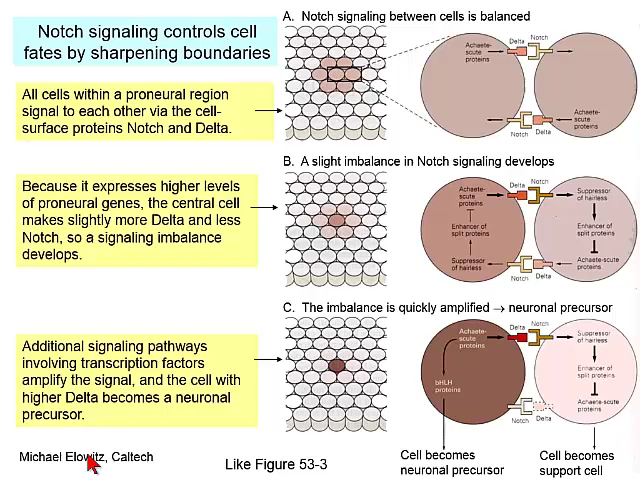 Notch signaling controls cell
fates by sharpening boundaries
All cells within a proneural region
signal to each other via the cell-
surface proteins Notch and Delta.
Because it expresses higher levels
of proneural genes, the central cell
makes slightly more Delta and less
Notch, so a signaling imbalance
develops.
Additional signaling pathways
involving transcription factors
amplify the signal, and the cell with
higher Delta becomes a neuronal
precursor.
Michael Elowitz, Caltech
Like Figure 53-3
A. Notch signaling between cells is balanced
Achaete-
scute
proteins
Delta
Notch
Notch
Delta
Achaete-
scute
proteins
B. A slight imbalance in Notch signaling develops
Achaete-
scute
proteins
Delta
Notch
Suppressor
of hairless
Enhancer of
split proteins
Enhancer of
split proteins
Suppressor
of hairless
Notch
Delta
Achaete-scute
proteins
C. The imbalance is quickly amplified → neuronal precursor
Achaete-
scute
proteins
Delta
Notch
Suppressor
of hairless
bHLH
proteins
Enhancer of
split proteins
Achaete-scute
proteins
Notch
Delta
Cell becomes
neuronal precursor
Cell becomes
support cell